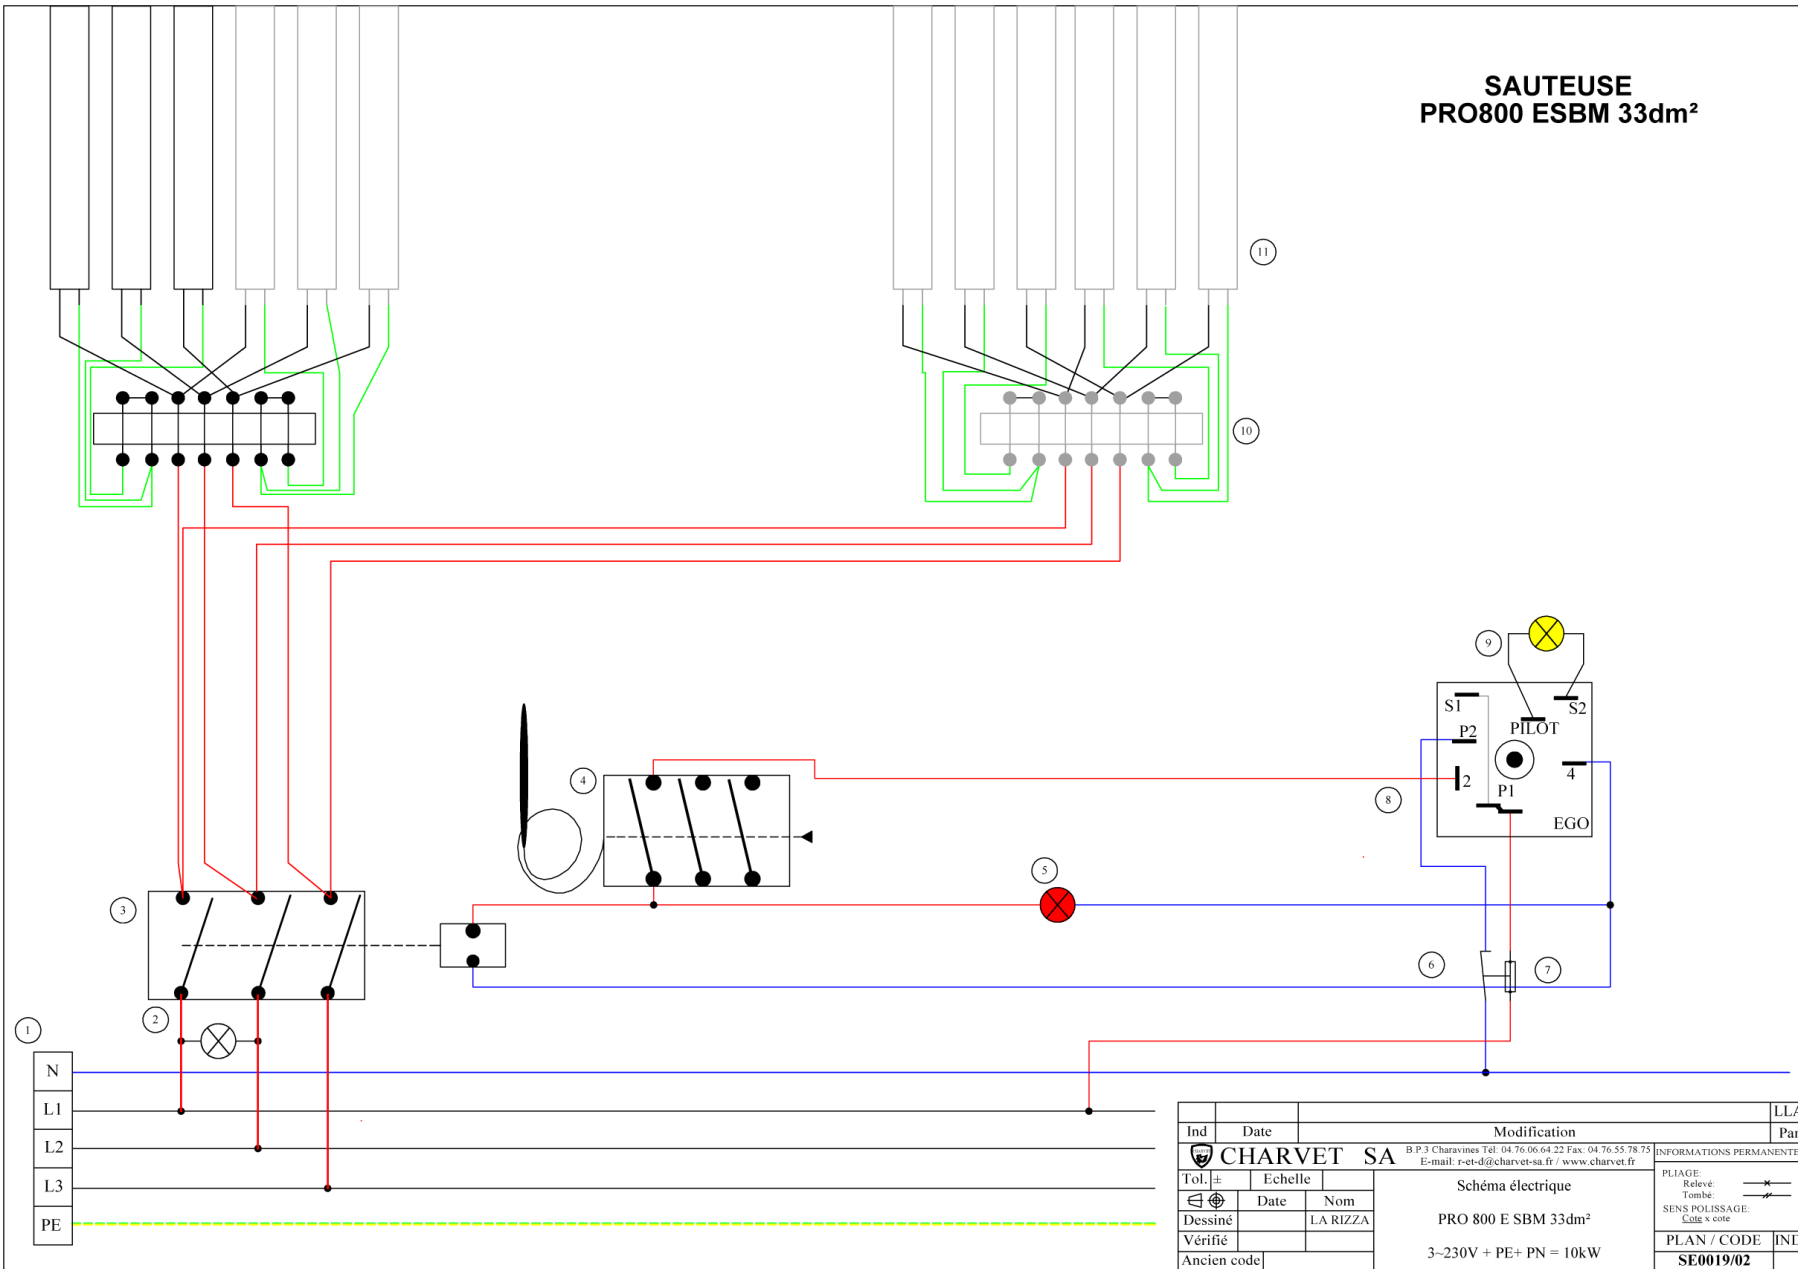 SAUTEUSE
PRO800 ESBM 33dm²
11
10
9
S1
S2
PILOT
P2
4
2
4
8
P1
EGO
5
3
6
7
2
1
N
L1
L2
L3
PE
LLA
Ind Date Modification Par
CHARVET SA
B.P.3 Charavines Tél: 04.76.06.64.22 Fax: 04.76.55.78.75
E-mail: r-et-d@charvet-sa.fr / www.charvet.fr
INFORMATIONS PERMANENTE
Tol. ± Echelle
Schéma électrique
PLIAGE:
Relevé:
Tombé:
Date Nom
SENS POLISSAGE:
Cote x cote
Dessiné LA RIZZA
PRO 800 E SBM 33dm²
Vérifié
PLAN / CODE IND
3~230V + PE+ PN = 10kW
Ancien code
SE0019/02